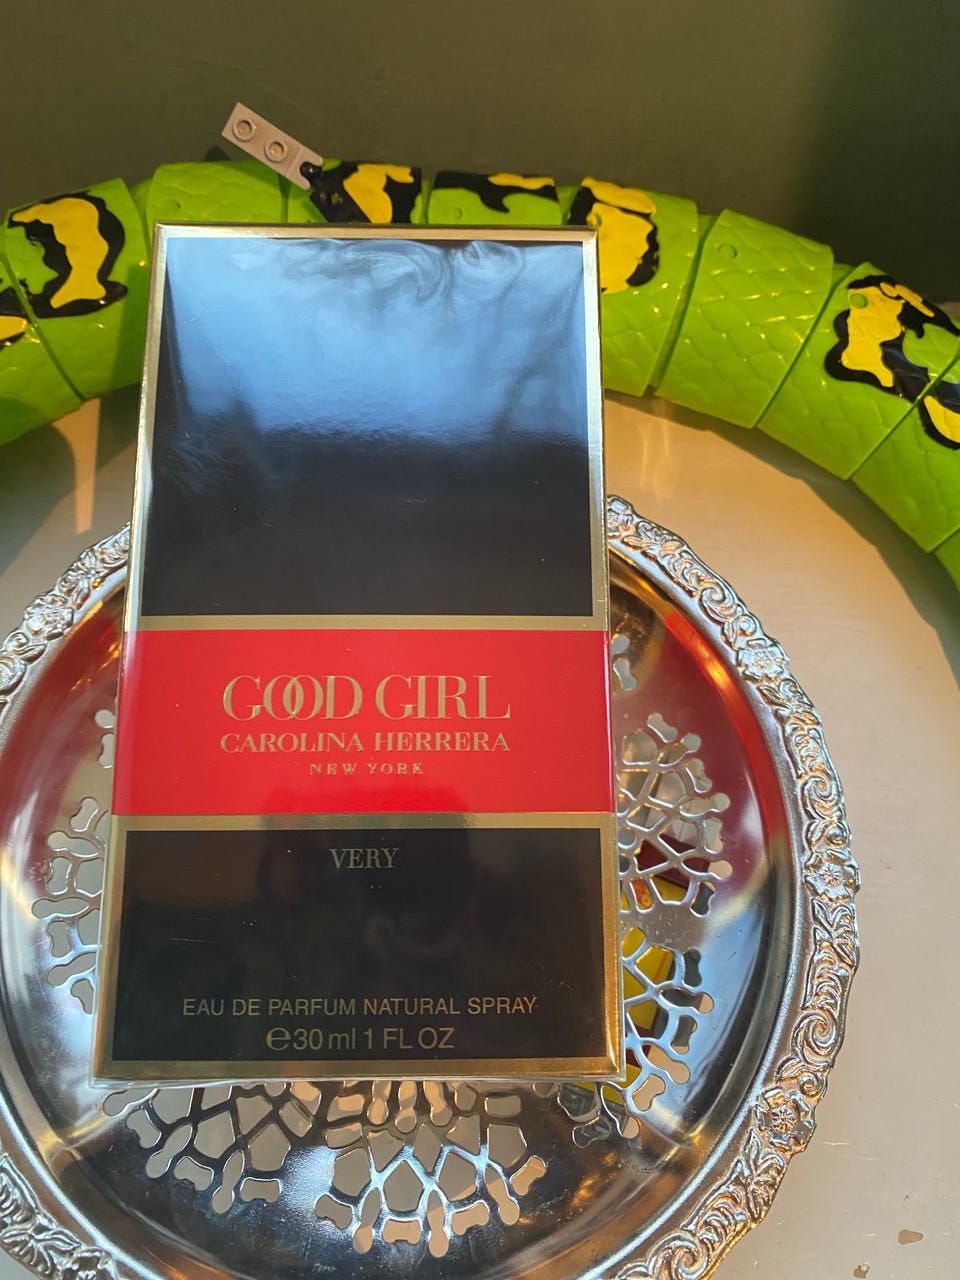 GOOD GIRL
CAROLINA HERRERA
NEW YORK
VERY
EAU DE PARFUM NATURAL SPRAY
℮30 ml 1 FL OZ